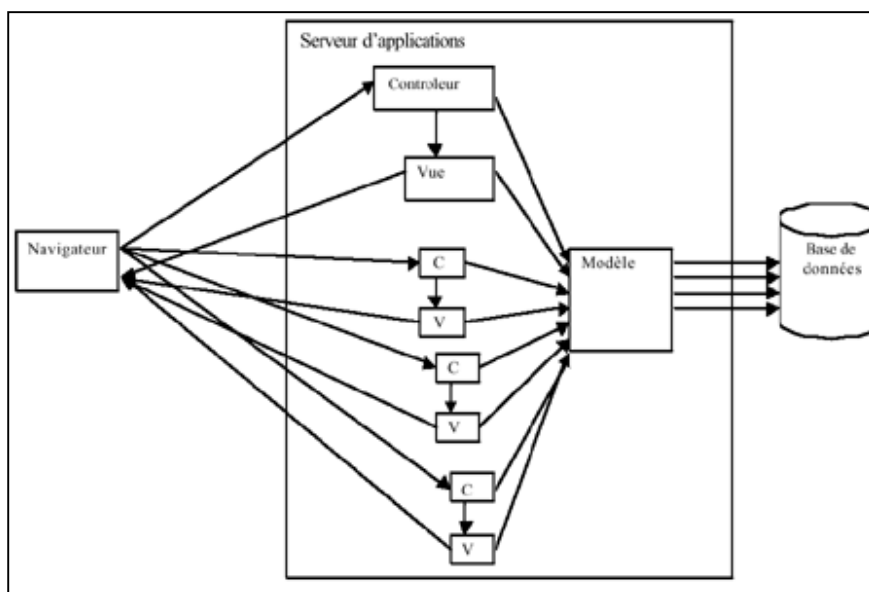 Serveur d'applications
Controleur
Vue
Navigateur
C
V
C
V
C
V
Modèle
Base de
données